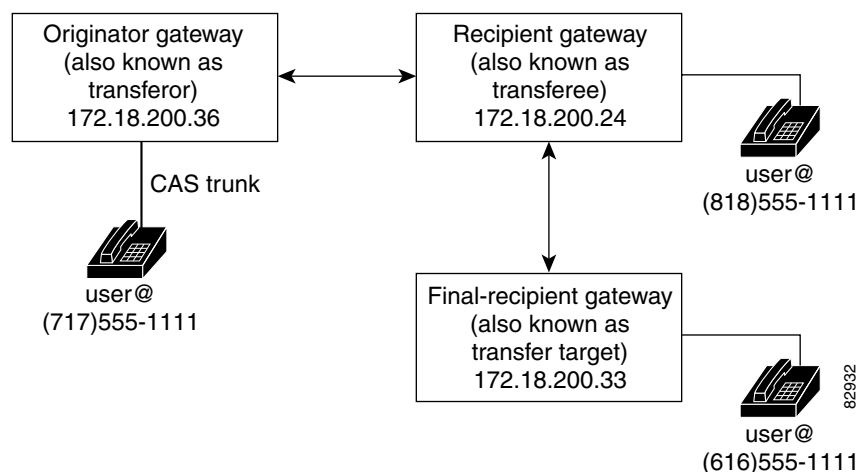 Originator gateway
(also known as
transferor)
172.18.200.36
Recipient gateway
(also known as
transferee)
172.18.200.24
CAS trunk
user@
(818)555-1111
user@
(717)555-1111
Final-recipient gateway
(also known as
transfer target)
172.18.200.33
82932
user@
(616)555-1111